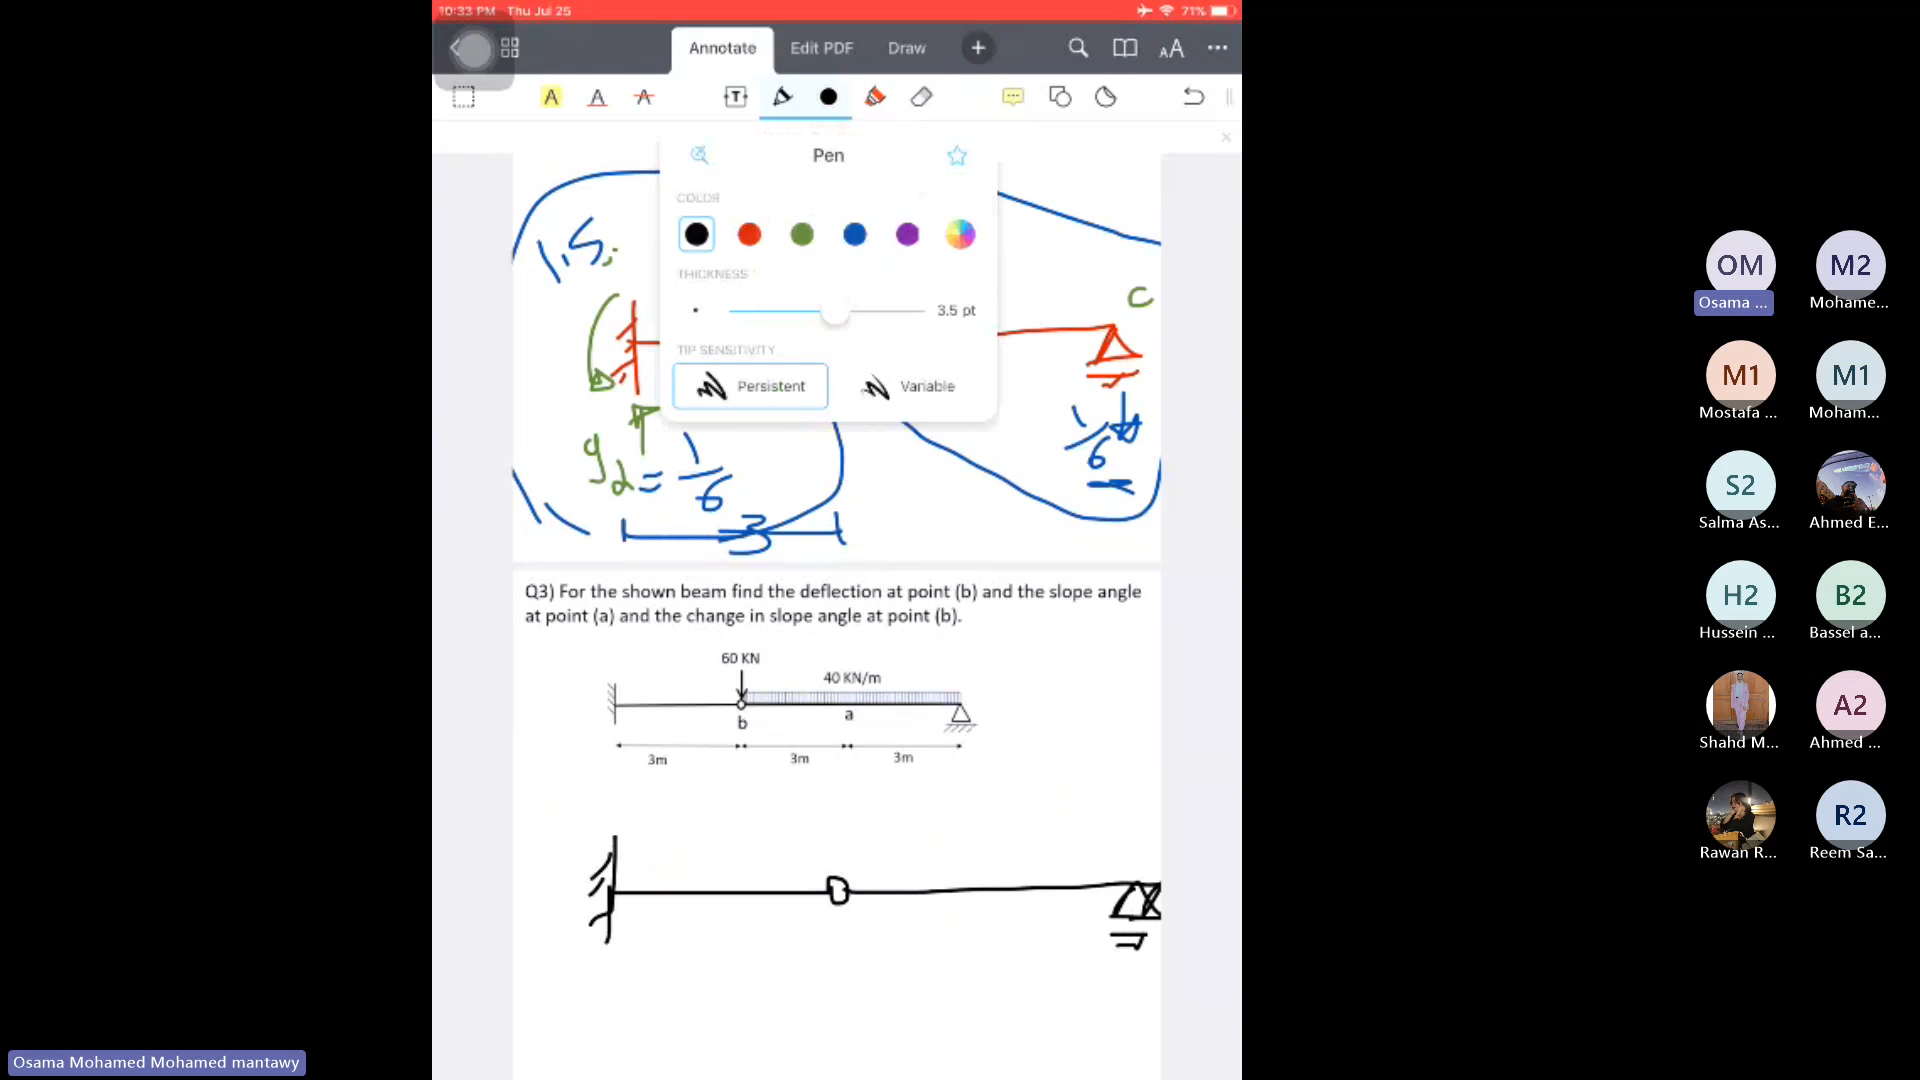 10:33 PM Thu Jul 25
71%
Annotate Edit PDF Draw
Pen
COLOR
THICKNESS
3.5 pt
TIP SENSITIVITY
Persistent Variable
I.S.
C
1/6
y2 = 1/6
3
Q3) For the shown beam find the deflection at point (b) and the slope angle
at point (a) and the change in slope angle at point (b).
60 KN
40 KN/m
b
a
3m 3m 3m
OM M2
Osama ... Mohame...
M1 M1
Mostafa ... Moham...
S2
Salma As... Ahmed E...
H2 B2
Hussein ... Bassel a...
A2
Shahd M... Ahmed ...
R2
Rawan R... Reem Sa...
Osama Mohamed Mohamed mantawy